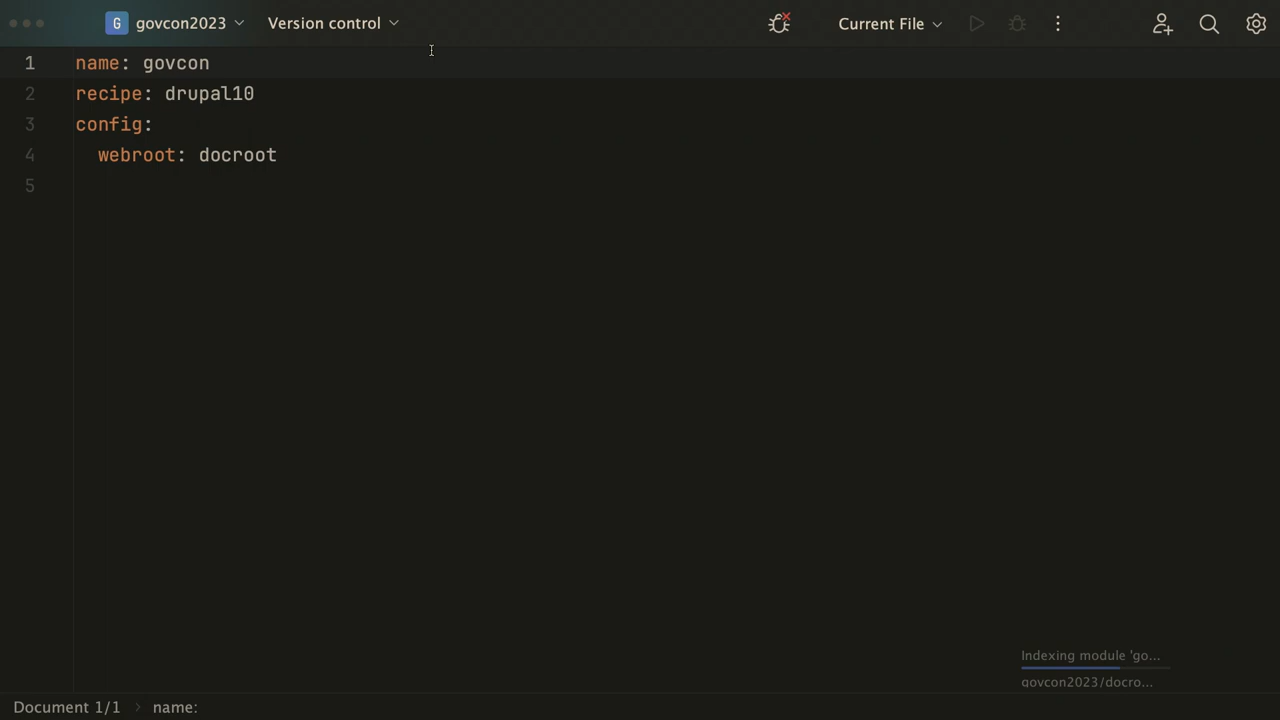 G govcon2023 Version control Current File
1 name: govcon
2 recipe: drupal10
3 config:
4 webroot: docroot
5
Indexing module 'go...
govcon2023/docro...
Document 1/1 name: